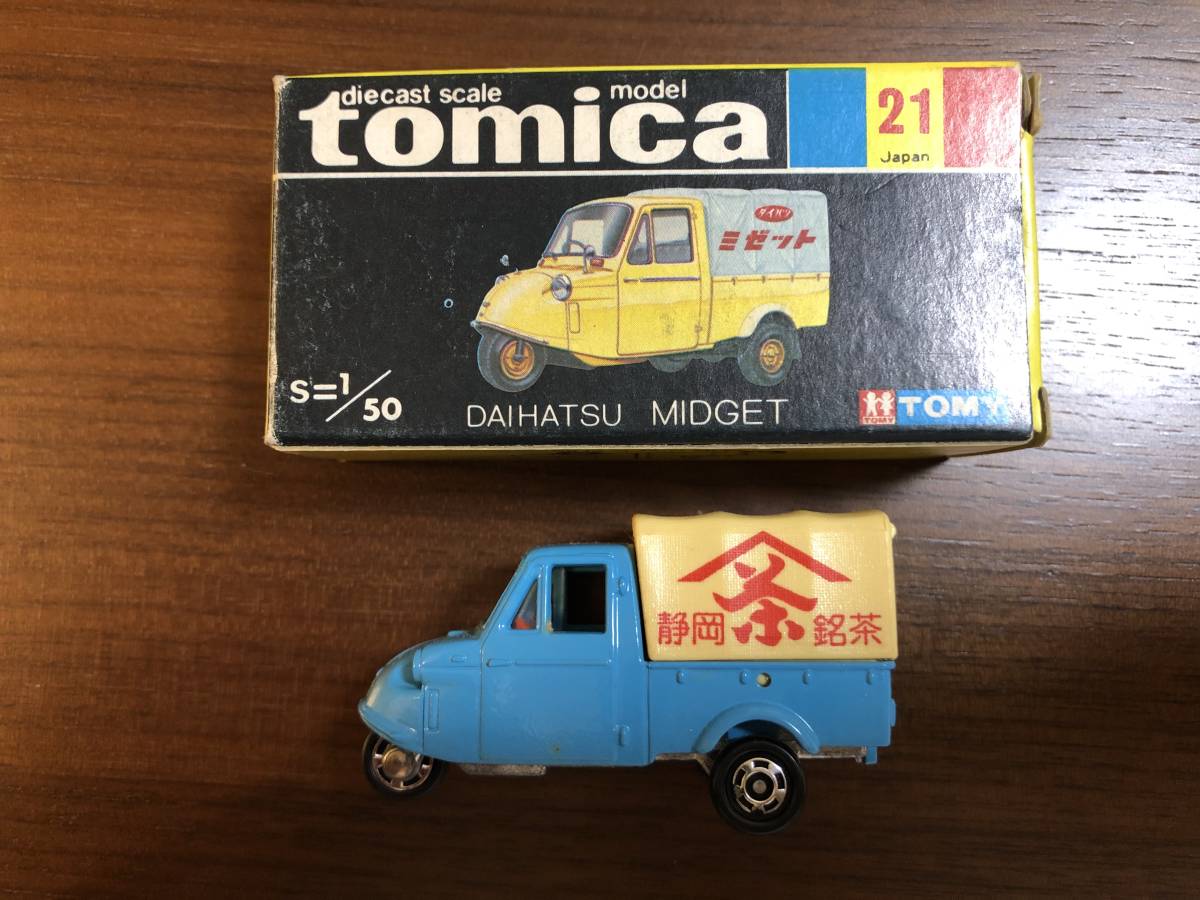 diecast scale model
tomica
21
Japan
ダイハツ
ミゼット
S=1/50
DAIHATSU MIDGET
TOMY
TOMY
茶
静岡 銘茶